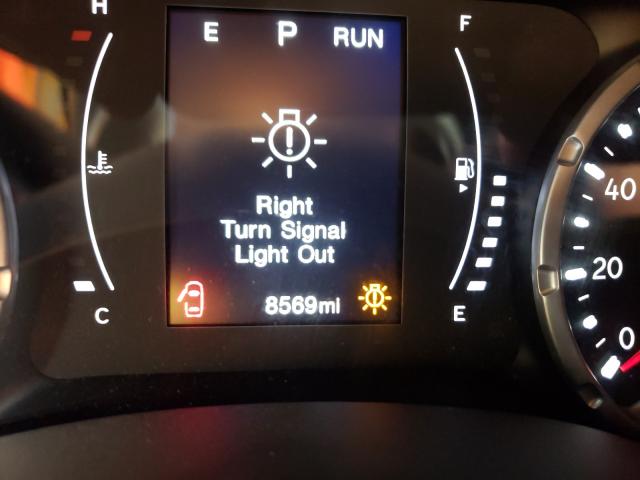 H
E P RUN
F
Right
Turn Signal
Light Out
8569mi
C
E
40
20
0